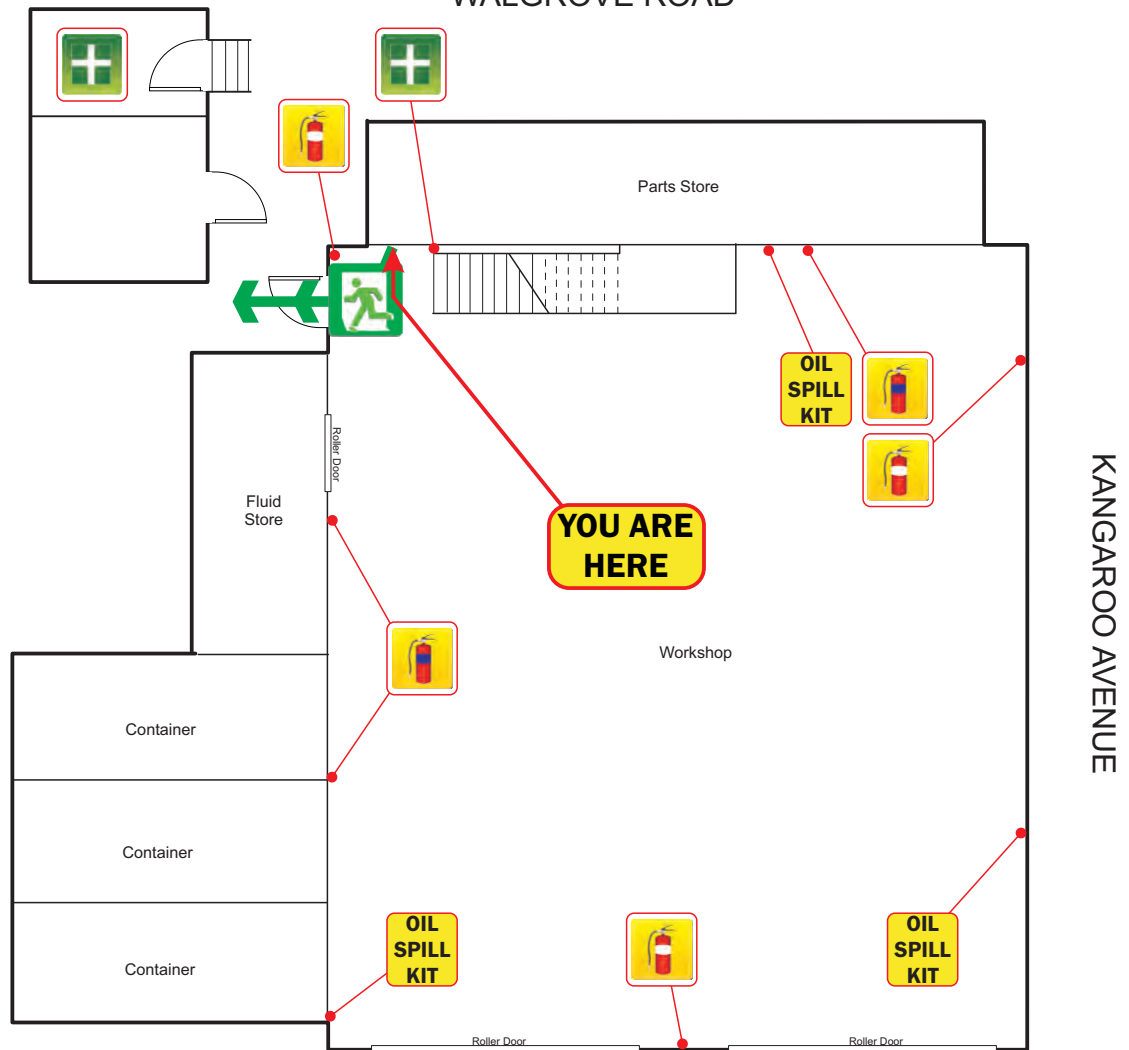 WALGROVE ROAD
Parts Store
OIL
SPILL
KIT
Roller Door
Fluid
Store
YOU ARE
HERE
KANGAROO AVENUE
Workshop
Container
Container
Container
OIL
SPILL
KIT
OIL
SPILL
KIT
Roller Door
Roller Door